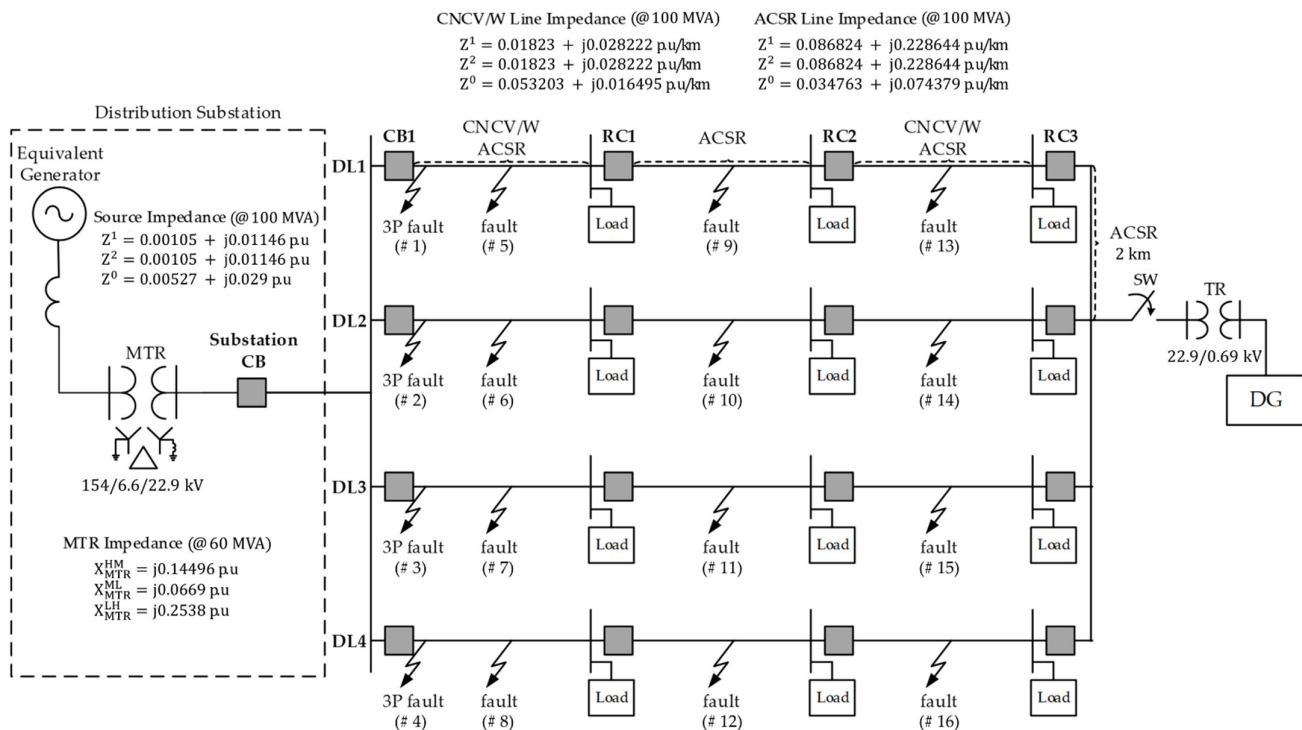 CNCV/W Line Impedance (@100 MVA)
Z¹ = 0.01823 + j0.028222 p.u/km
Z² = 0.01823 + j0.028222 p.u/km
Z⁰ = 0.053203 + j0.016495 p.u/km
ACSR Line Impedance (@100 MVA)
Z¹ = 0.086824 + j0.228644 p.u/km
Z² = 0.086824 + j0.228644 p.u/km
Z⁰ = 0.034763 + j0.074379 p.u/km
Distribution Substation
Equivalent
Generator
Source Impedance (@100 MVA)
Z¹ = 0.00105 + j0.01146 p.u
Z² = 0.00105 + j0.01146 p.u
Z⁰ = 0.00527 + j0.029 p.u
MTR
Substation
CB
154/6.6/22.9 kV
MTR Impedance (@60 MVA)
X^HM_MTR = j0.14496 p.u
X^ML_MTR = j0.0669 p.u
X^LH_MTR = j0.2538 p.u
CB1
CNCV/W
ACSR
RC1
ACSR
RC2
CNCV/W
ACSR
RC3
DL1
3P fault
(# 1)
fault
(# 5)
Load
fault
(# 9)
Load
fault
(# 13)
Load
ACSR
2 km
SW
TR
22.9/0.69 kV
DG
DL2
3P fault
(# 2)
fault
(# 6)
Load
fault
(# 10)
Load
fault
(# 14)
Load
DL3
3P fault
(# 3)
fault
(# 7)
Load
fault
(# 11)
Load
fault
(# 15)
Load
DL4
3P fault
(# 4)
fault
(# 8)
Load
fault
(# 12)
Load
fault
(# 16)
Load